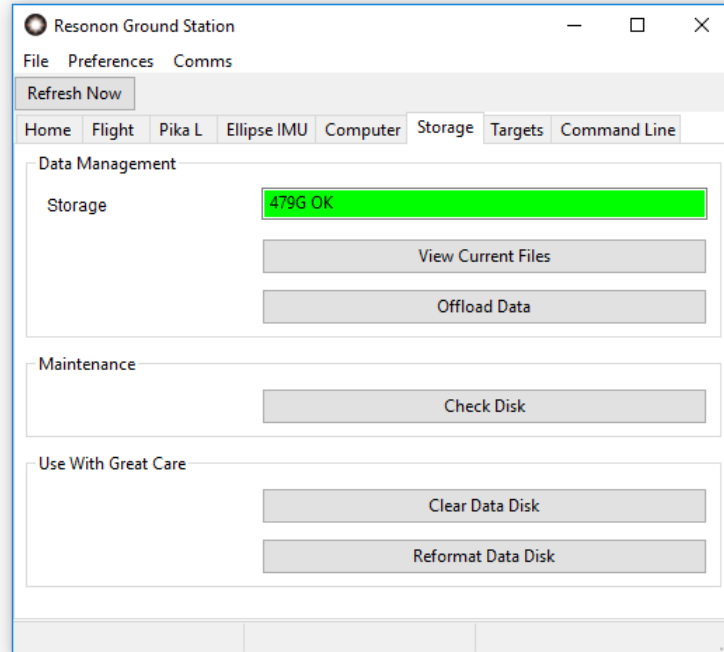 Resonon Ground Station
File Preferences Comms
Refresh Now
Home Flight Pika L Ellipse IMU Computer Storage Targets Command Line
Data Management
Storage 479G OK
View Current Files
Offload Data
Maintenance
Check Disk
Use With Great Care
Clear Data Disk
Reformat Data Disk